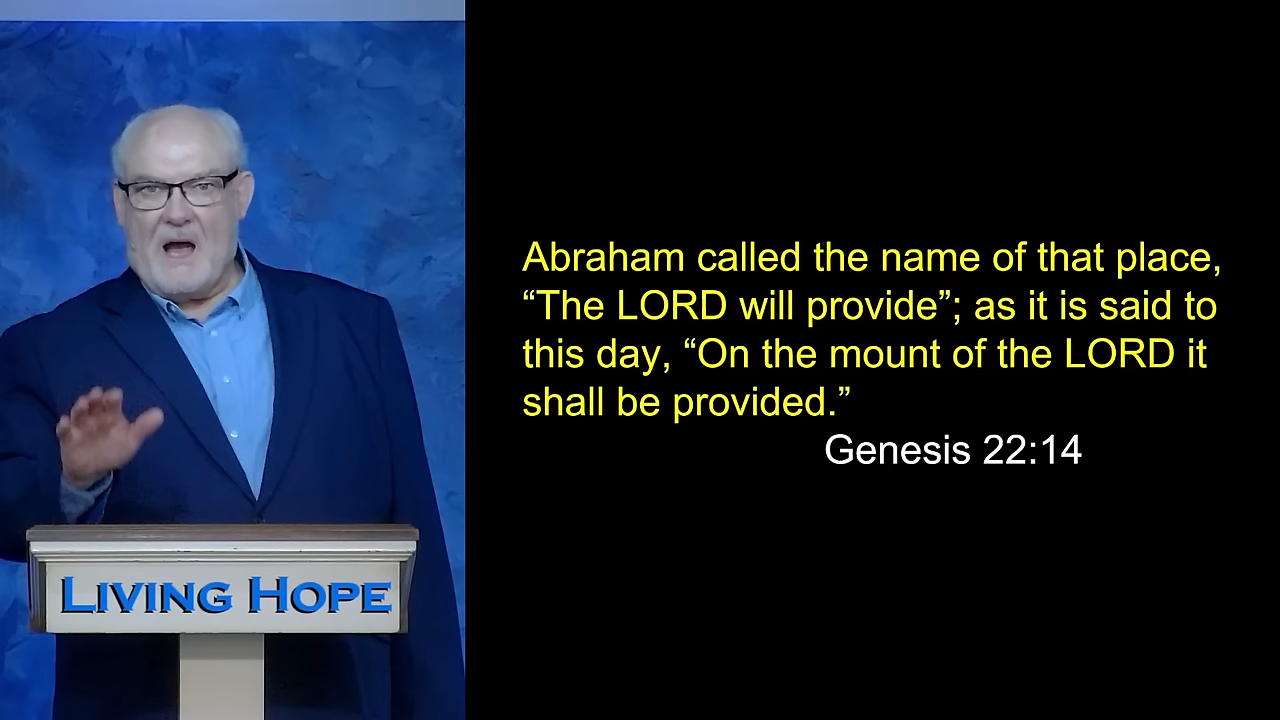 Abraham called the name of that place,
“The LORD will provide”; as it is said to
this day, “On the mount of the LORD it
shall be provided.”
Genesis 22:14
LIVING HOPE